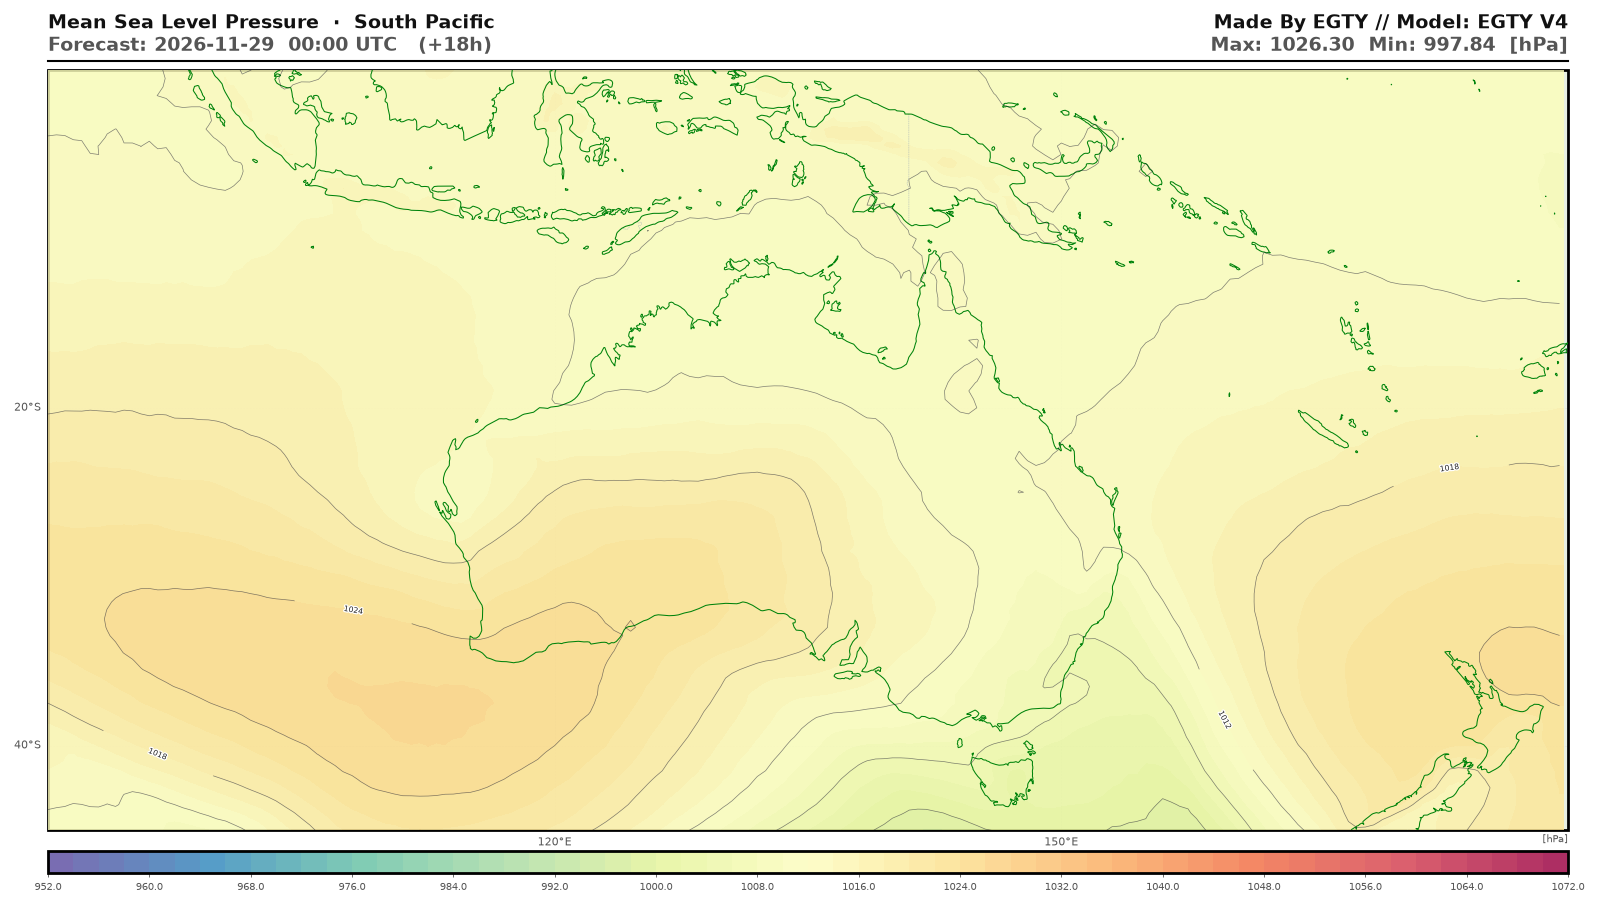 Mean Sea Level Pressure · South Pacific
Made By EGTY // Model: EGTY V4
Forecast: 2026-11-29 00:00 UTC (+18h)
Max: 1026.30 Min: 997.84 [hPa]
20°S
1018
1024
1012
40°S
1018
120°E
150°E
[hPa]
952.0 960.0 968.0 976.0 984.0 992.0 1000.0 1008.0 1016.0 1024.0 1032.0 1040.0 1048.0 1056.0 1064.0 1072.0